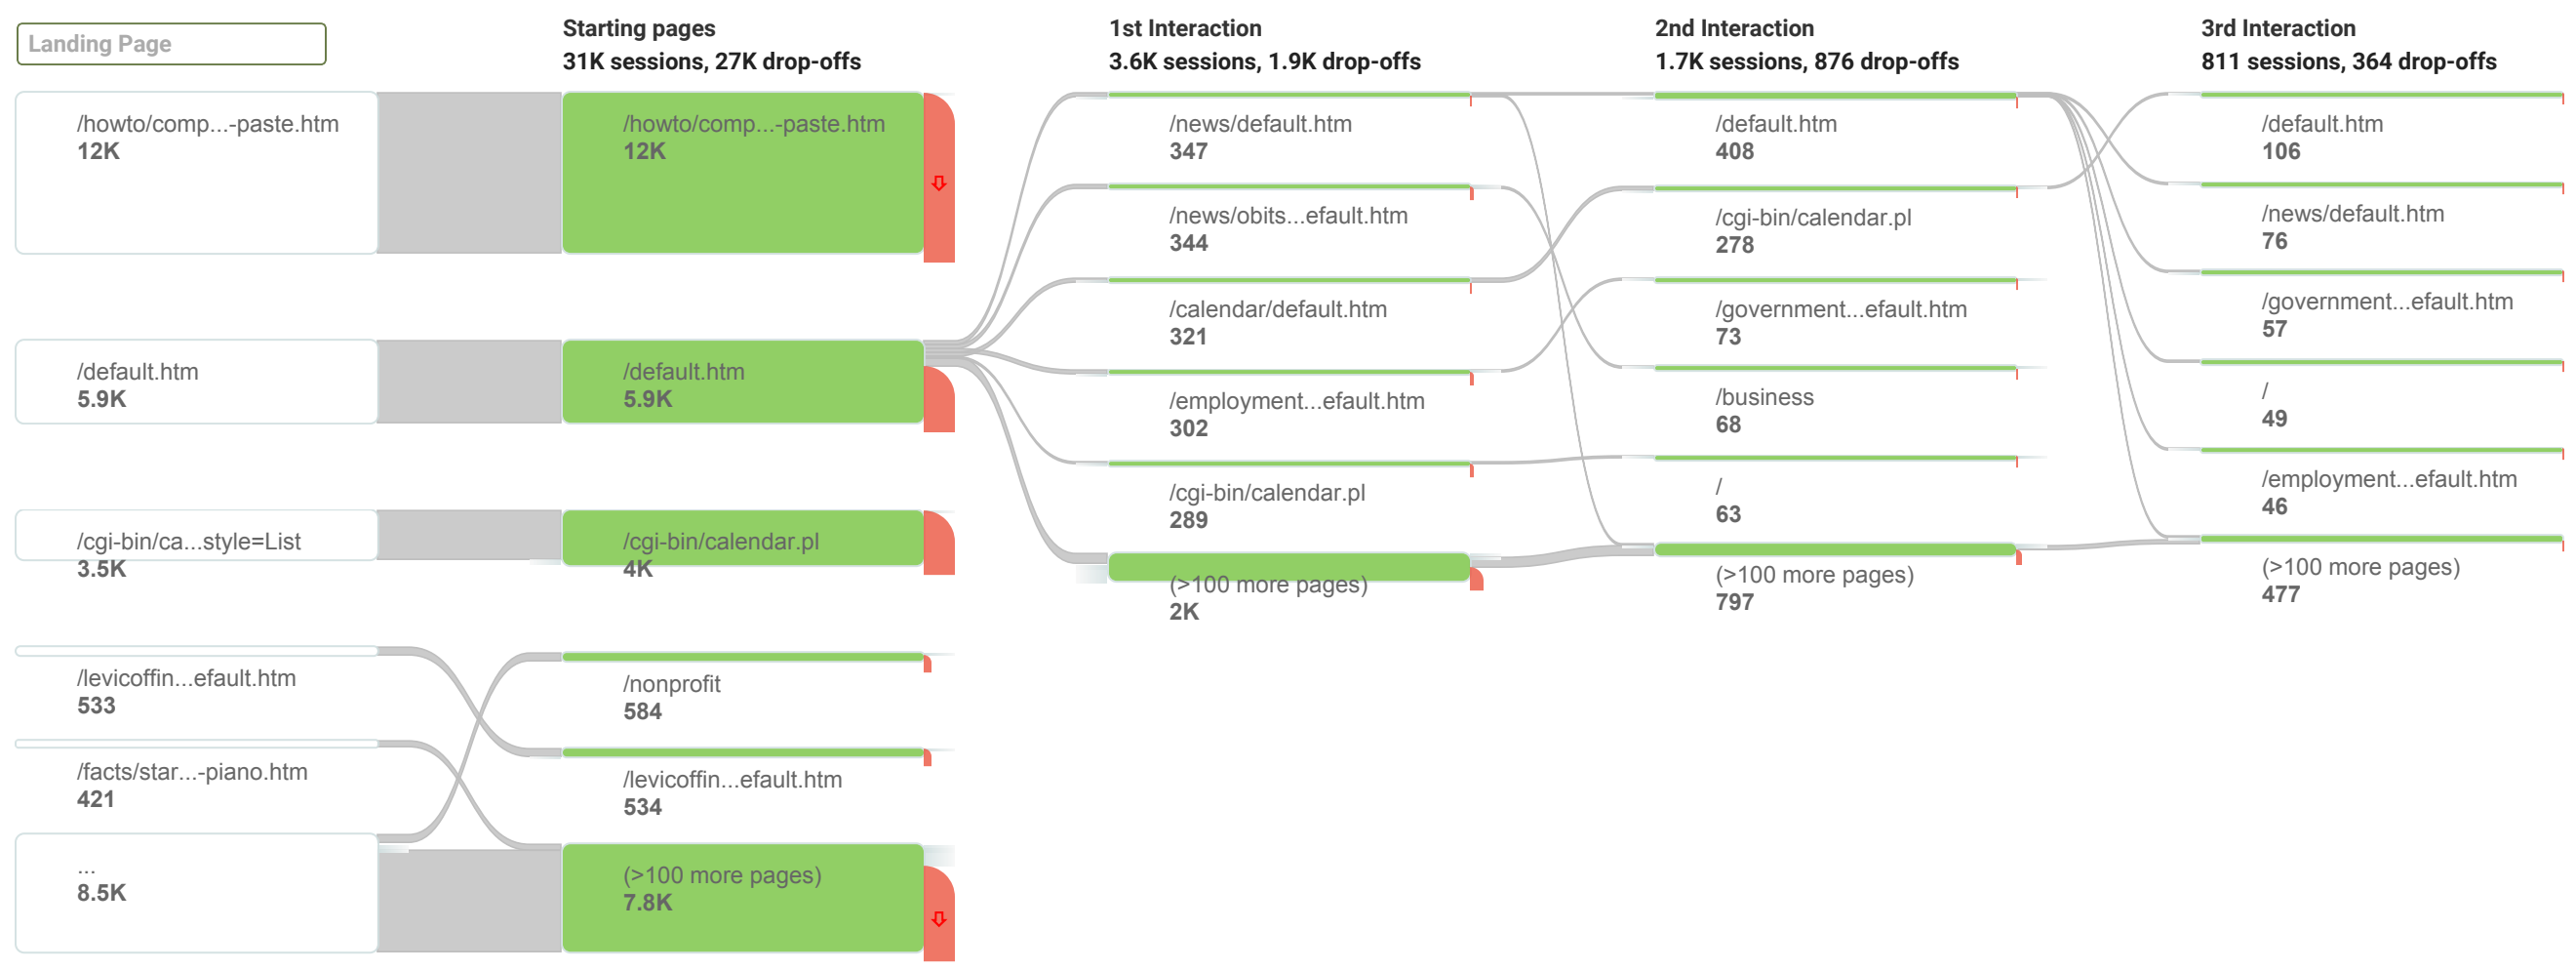 Landing Page
Starting pages
31K sessions, 27K drop-offs
1st Interaction
3.6K sessions, 1.9K drop-offs
2nd Interaction
1.7K sessions, 876 drop-offs
3rd Interaction
811 sessions, 364 drop-offs
/howto/comp...-paste.htm
12K
/default.htm
5.9K
/cgi-bin/ca...style=List
3.5K
/levicoffin...efault.htm
533
/facts/star...-piano.htm
421
...
8.5K
/howto/comp...-paste.htm
12K
/default.htm
5.9K
/cgi-bin/calendar.pl
4K
/nonprofit
584
/levicoffin...efault.htm
534
(>100 more pages)
7.8K
/news/default.htm
347
/news/obits...efault.htm
344
/calendar/default.htm
321
/employment...efault.htm
302
/cgi-bin/calendar.pl
289
(>100 more pages)
2K
/default.htm
408
/cgi-bin/calendar.pl
278
/government...efault.htm
73
/business
68
/
63
(>100 more pages)
797
/default.htm
106
/news/default.htm
76
/government...efault.htm
57
/
49
/employment...efault.htm
46
(>100 more pages)
477